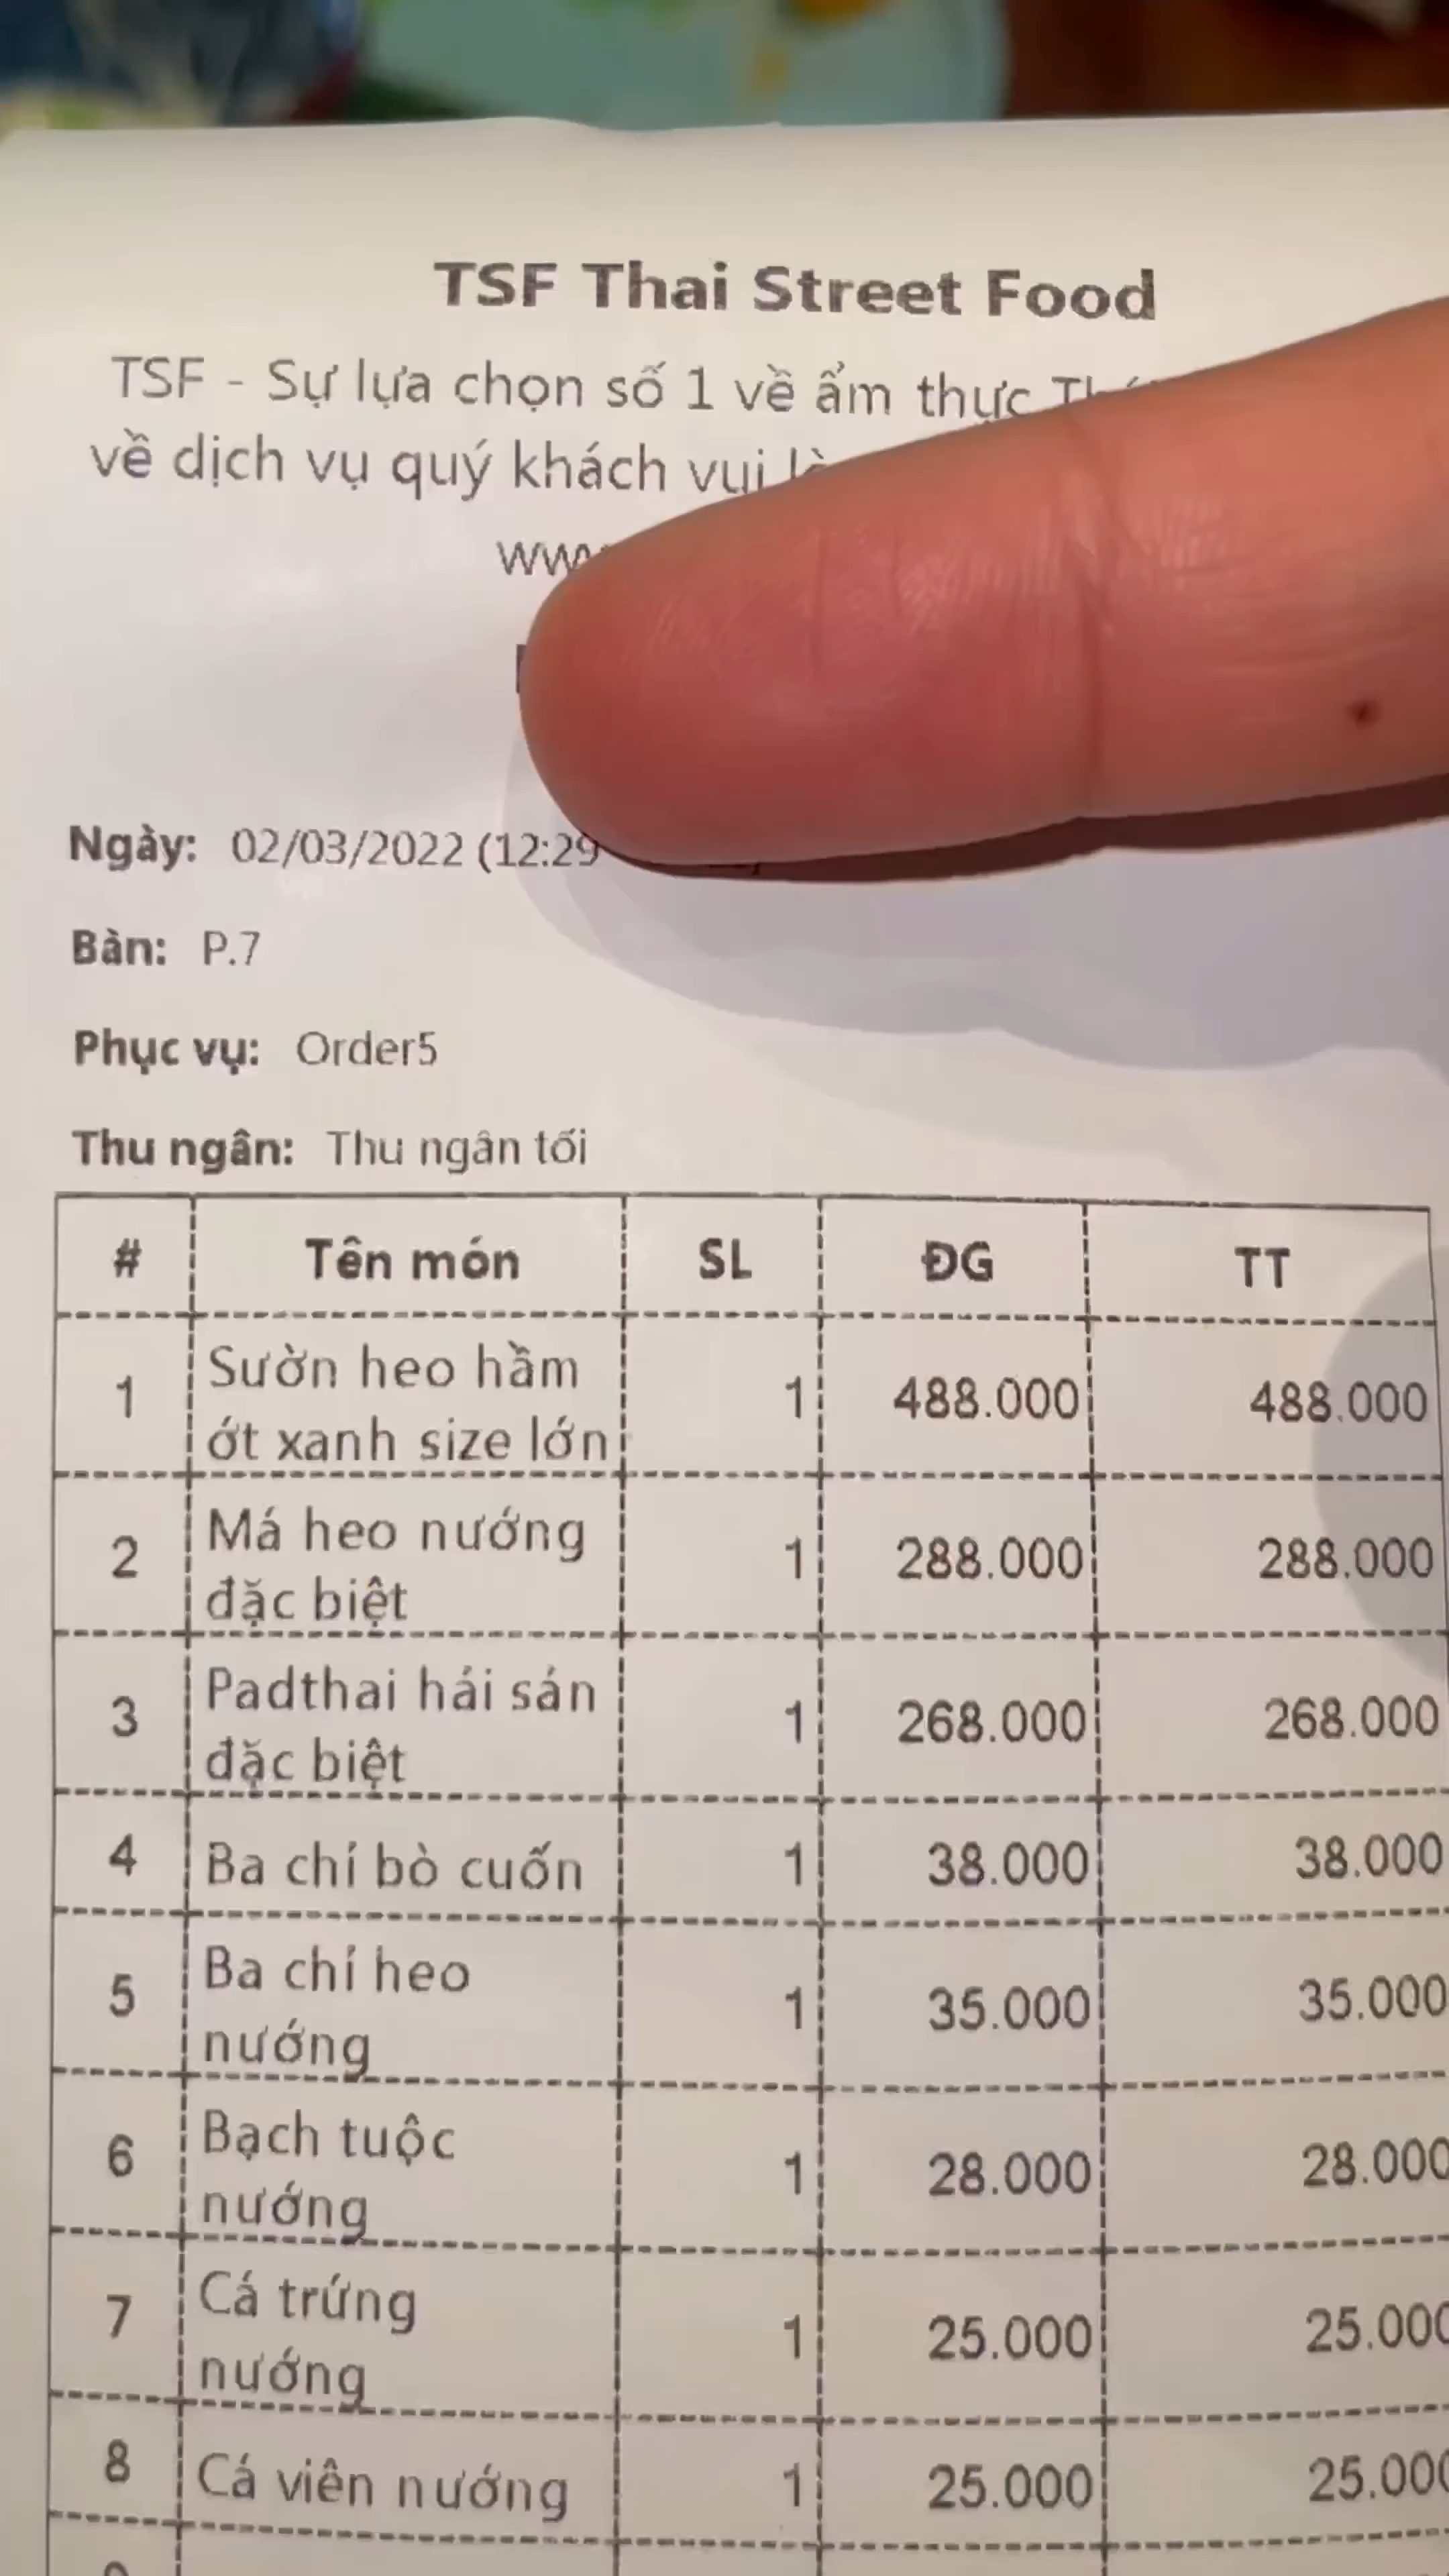 TSF Thai Street Food
TSF - Sự lựa chọn số 1 về ẩm thực
về dịch vụ quý khách vui
Ngày: 02/03/2022 (12:29
Bàn: P.7
Phục vụ: Order5
Thu ngân: Thu ngân tối
# Tên món SL ĐG TT
1 Sườn heo hầm 1 488.000 488.000
ớt xanh size lớn
2 Má heo nướng 1 288.000 288.000
đặc biệt
3 Padthai hải sản 1 268.000 268.000
đặc biệt
4 Ba chỉ bò cuốn 1 38.000 38.000
5 Ba chỉ heo 1 35.000 35.000
nướng
6 Bạch tuộc 1 28.000 28.000
nướng
7 Cá trứng 1 25.000 25.000
nướng
8 Cá viên nướng 1 25.000 25.000